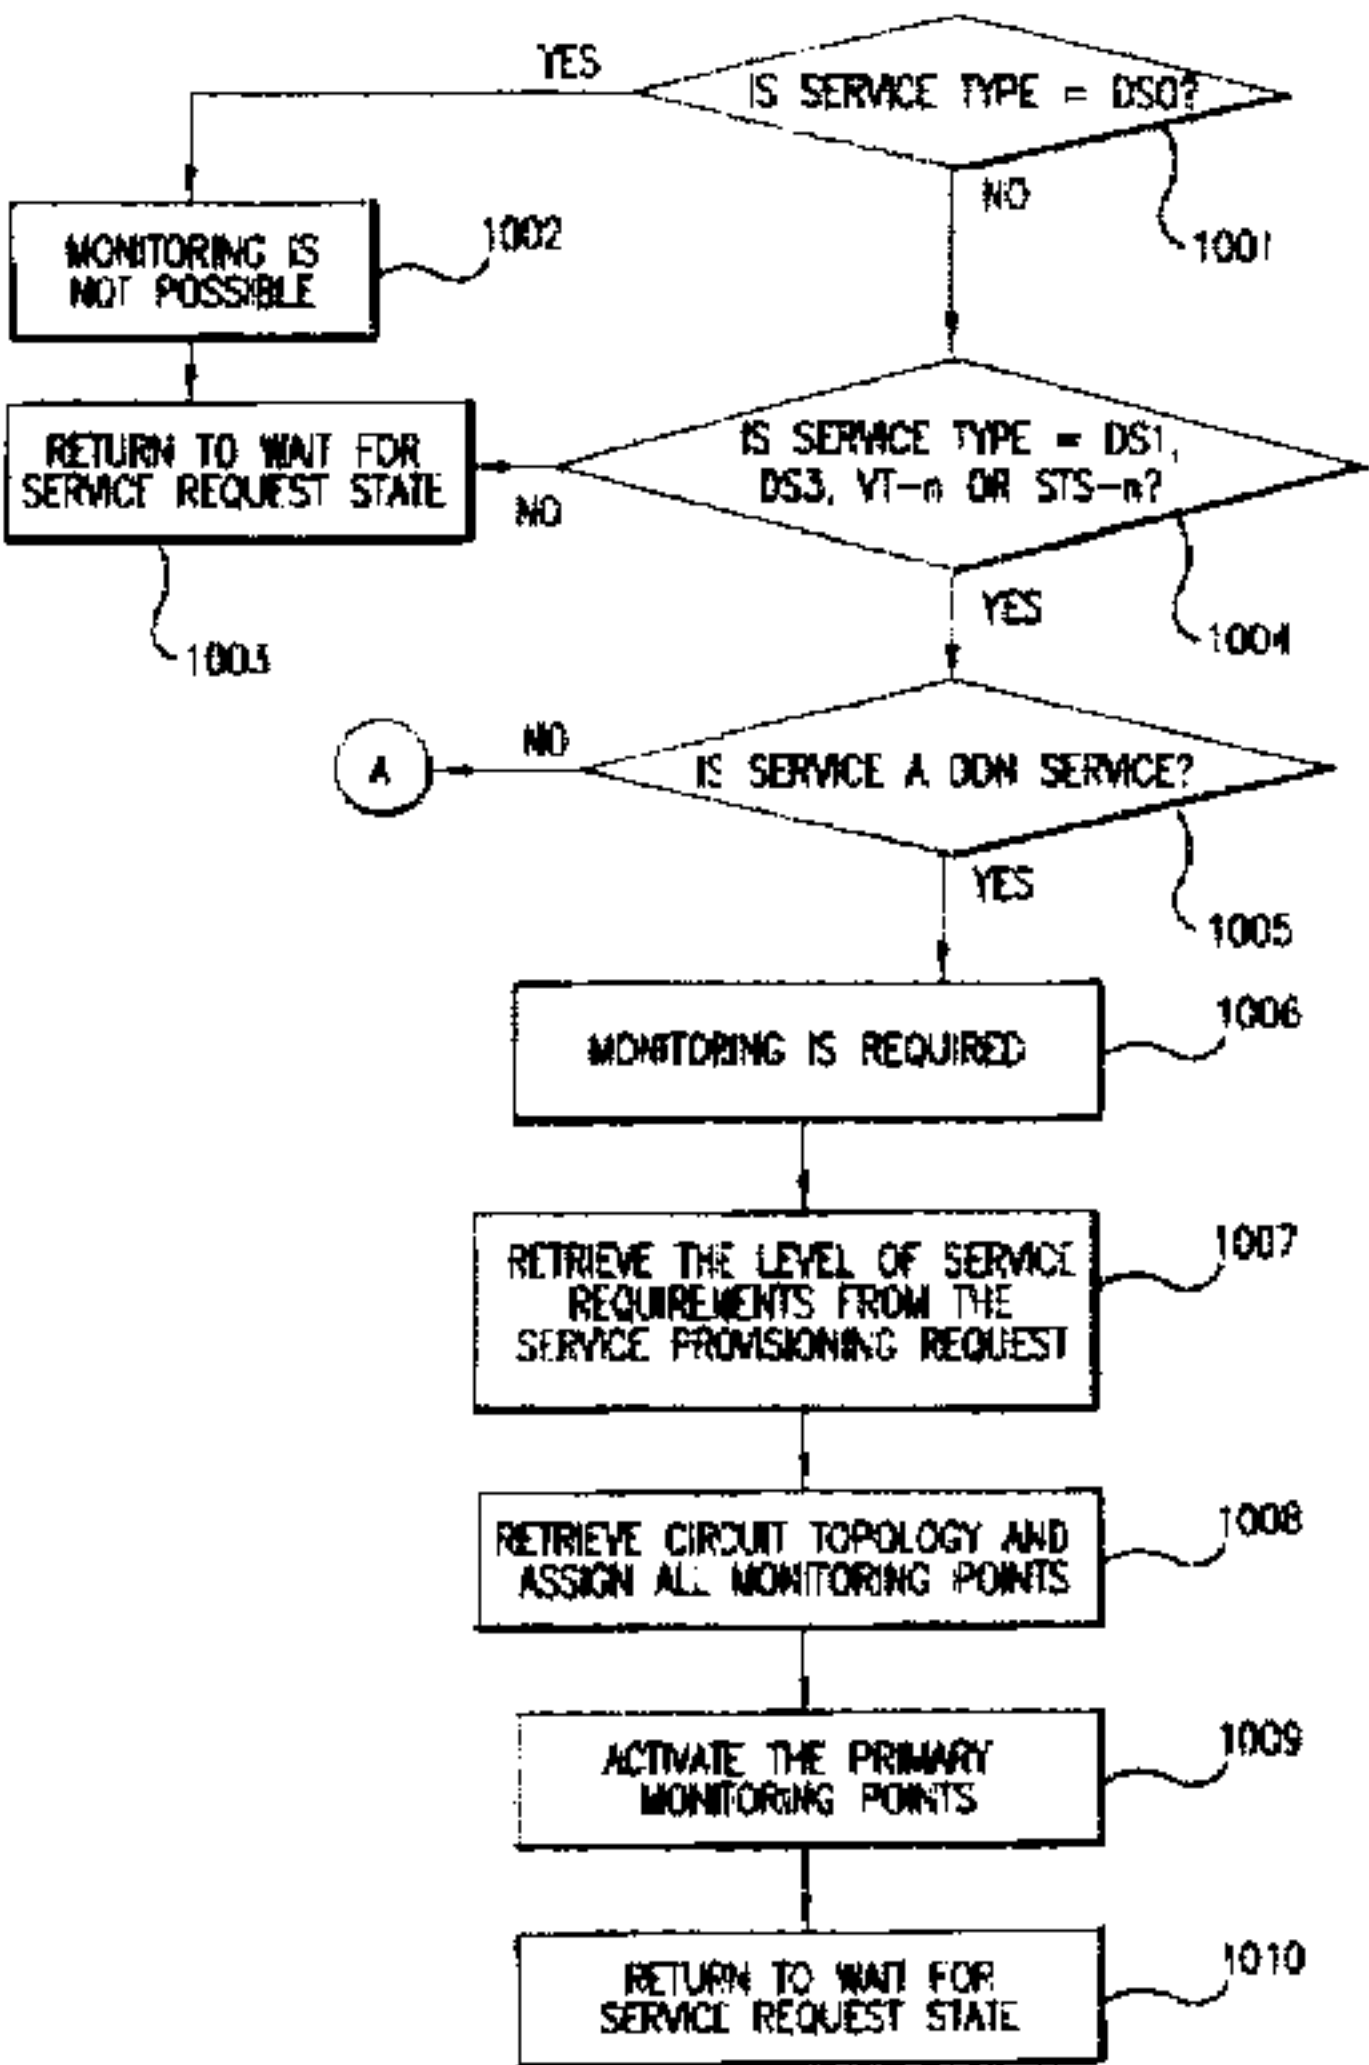 YES
IS SERVICE TYPE = DS0?
NO
1001
MONITORING IS
NOT POSSIBLE
1002
RETURN TO WAIT FOR
SERVICE REQUEST STATE
1003
NO
IS SERVICE TYPE = DS1,
DS3, VT-n OR STS-n?
1004
YES
A
NO
IS SERVICE A DDN SERVICE?
1005
YES
MONITORING IS REQUIRED
1006
RETRIEVE THE LEVEL OF SERVICE
REQUIREMENTS FROM THE
SERVICE PROVISIONING REQUEST
1007
RETRIEVE CIRCUIT TOPOLOGY AND
ASSIGN ALL MONITORING POINTS
1008
ACTIVATE THE PRIMARY
MONITORING POINTS
1009
RETURN TO WAIT FOR
SERVICE REQUEST STATE
1010